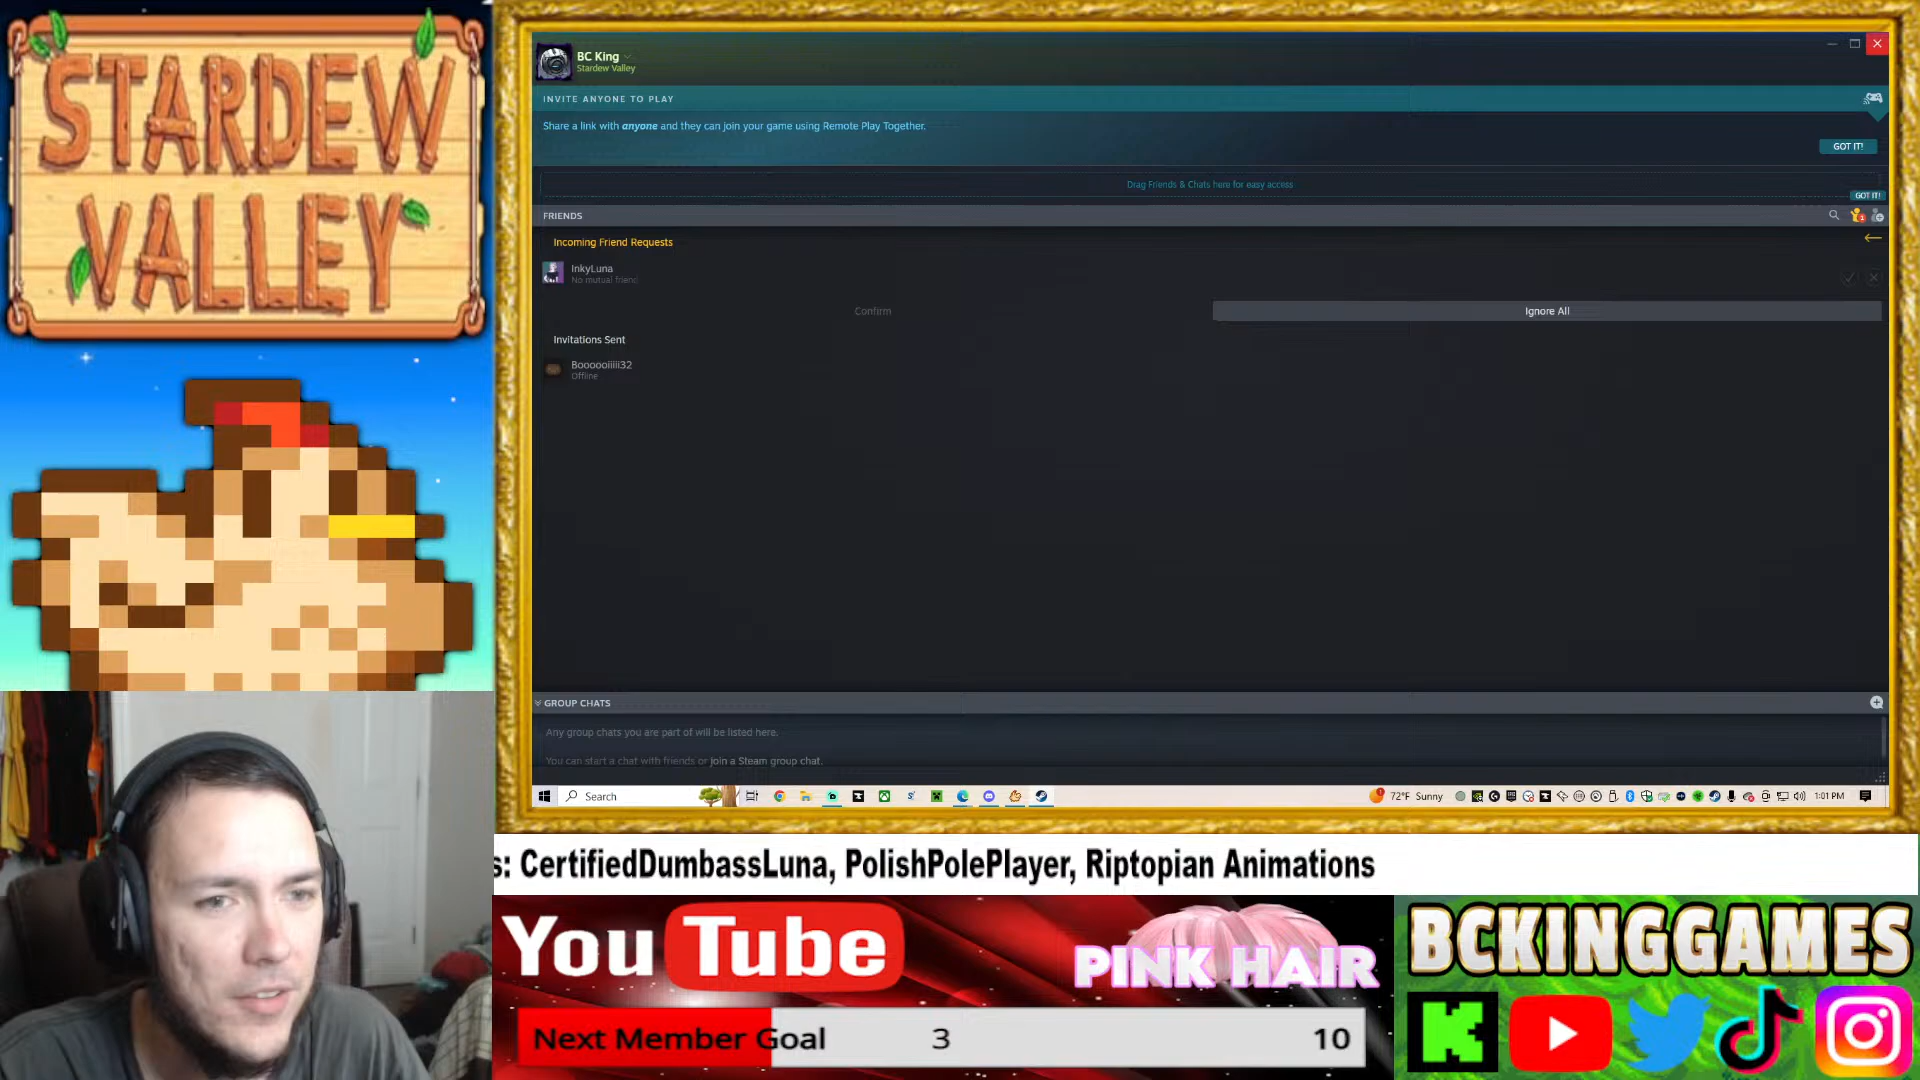 STARDEW
VALLEY
BC King
Stardew Valley
INVITE ANYONE TO PLAY
Share a link with anyone and they can join your game using Remote Play Together.
GOT IT!
Drag Friends & Chats here for easy access
GOT IT!
FRIENDS
Incoming Friend Requests
InkyLuna
No mutual friend
Confirm
Ignore All
Invitations Sent
Offline
GROUP CHATS
Any group chats you are part of will be listed here.
You can start a chat with friends or join a Steam group chat.
Search
72°F Sunny
1:01 PM
s: CertifiedDumbassLuna, PolishPolePlayer, Riptopian Animations
YouTube
PINK HAIR
Next Member Goal 3 10
BCKINGGAMES